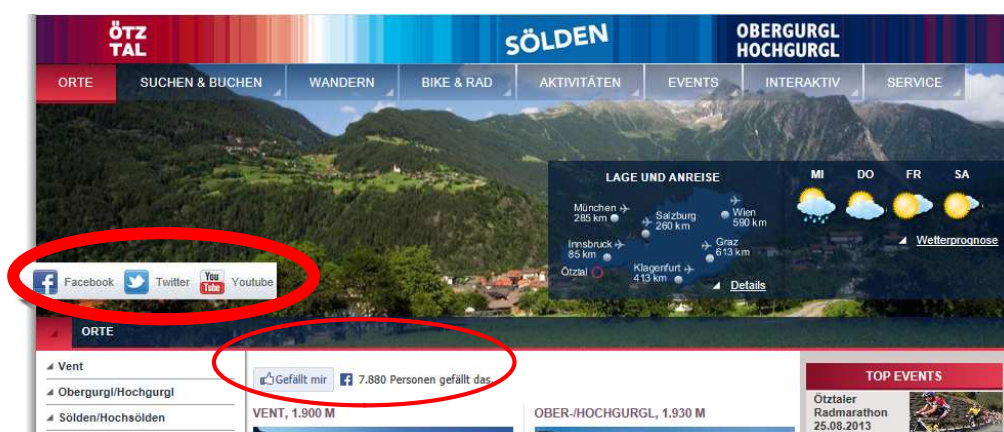 ÖTZ
TAL
SÖLDEN
OBERGURGL
HOCHGURGL
ORTE SUCHEN & BUCHEN WANDERN BIKE & RAD AKTIVITÄTEN EVENTS INTERAKTIV SERVICE
LAGE UND ANREISE
München
285 km
Salzburg
260 km
Wien
590 km
Innsbruck
85 km
Graz
613 km
Ötztal
Klagenfurt
413 km
Details
MI DO FR SA
Wetterprognose
Facebook Twitter You Tube Youtube
ORTE
Vent
Obergurgl/Hochgurgl
Sölden/Hochsölden
Gefällt mir 7.880 Personen gefällt das.
VENT, 1.900 M
OBER-/HOCHGURGL, 1.930 M
TOP EVENTS
Ötztaler
Radmarathon
25.08.2013